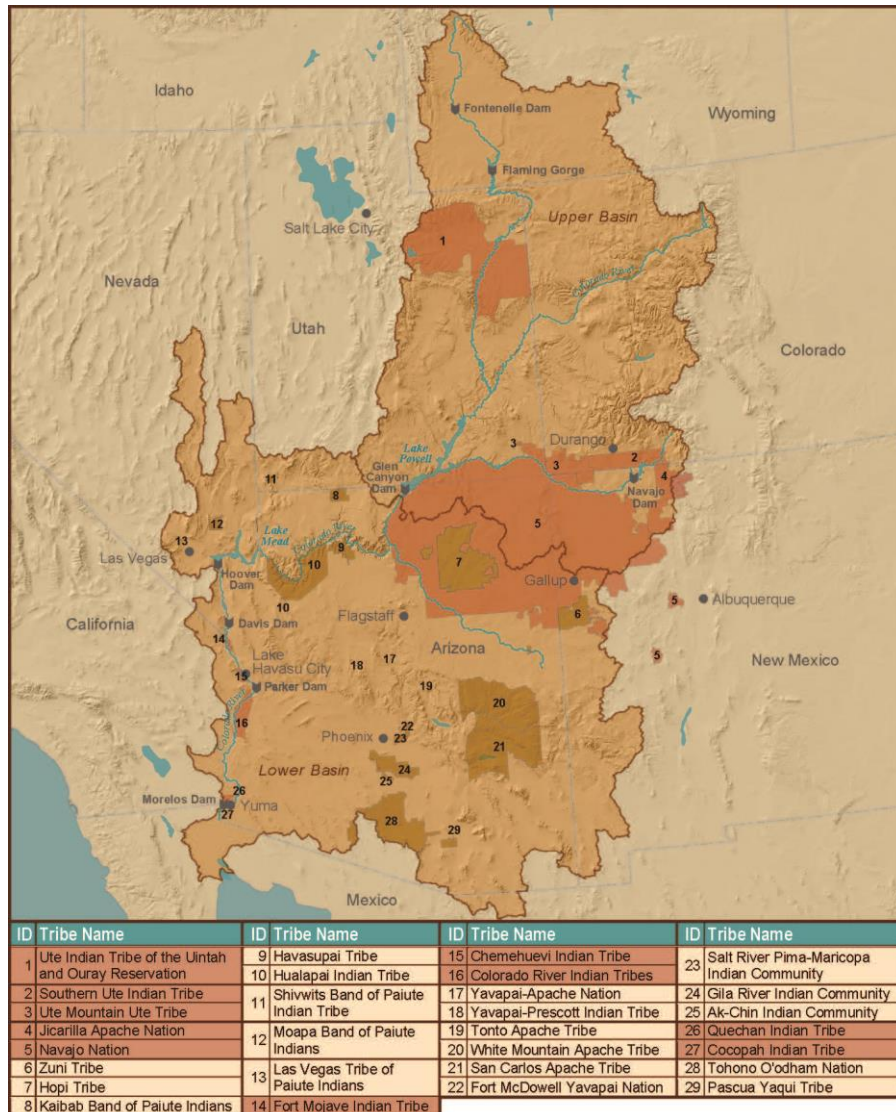 Idaho
Wyoming
Fontenelle Dam
Flaming Gorge
Upper Basin
Salt Lake City
1
Nevada
Utah
Colorado River
Colorado
Lake
Powell
Glen
Canyon
Dam
3
Durango
3
2
4
Navajo
Dam
11
8
5
12
13
Las Vegas
Lake
Mead
Colorado River
9
10
7
Hoover
Dam
10
Gallup
6
5
Albuquerque
California
Davis Dam
14
Flagstaff
Arizona
5
New Mexico
Lake
Havasu City
15
Parker Dam
18
17
19
20
16
Colorado River
Phoenix
22
23
21
Lower Basin
24
25
26
Morelos Dam
Yuma
27
28
29
Mexico
ID Tribe Name
1 Ute Indian Tribe of the Uintah
and Ouray Reservation
2 Southern Ute Indian Tribe
3 Ute Mountain Ute Tribe
4 Jicarilla Apache Nation
5 Navajo Nation
6 Zuni Tribe
7 Hopi Tribe
8 Kaibab Band of Paiute Indians
ID Tribe Name
9 Havasupai Tribe
10 Hualapai Indian Tribe
11 Shivwits Band of Paiute
Indian Tribe
12 Moapa Band of Paiute
Indians
13 Las Vegas Tribe of
Paiute Indians
14 Fort Mojave Indian Tribe
ID Tribe Name
15 Chemehuevi Indian Tribe
16 Colorado River Indian Tribes
17 Yavapai-Apache Nation
18 Yavapai-Prescott Indian Tribe
19 Tonto Apache Tribe
20 White Mountain Apache Tribe
21 San Carlos Apache Tribe
22 Fort McDowell Yavapai Nation
ID Tribe Name
23 Salt River Pima-Maricopa
Indian Community
24 Gila River Indian Community
25 Ak-Chin Indian Community
26 Quechan Indian Tribe
27 Cocopah Indian Tribe
28 Tohono O'odham Nation
29 Pascua Yaqui Tribe